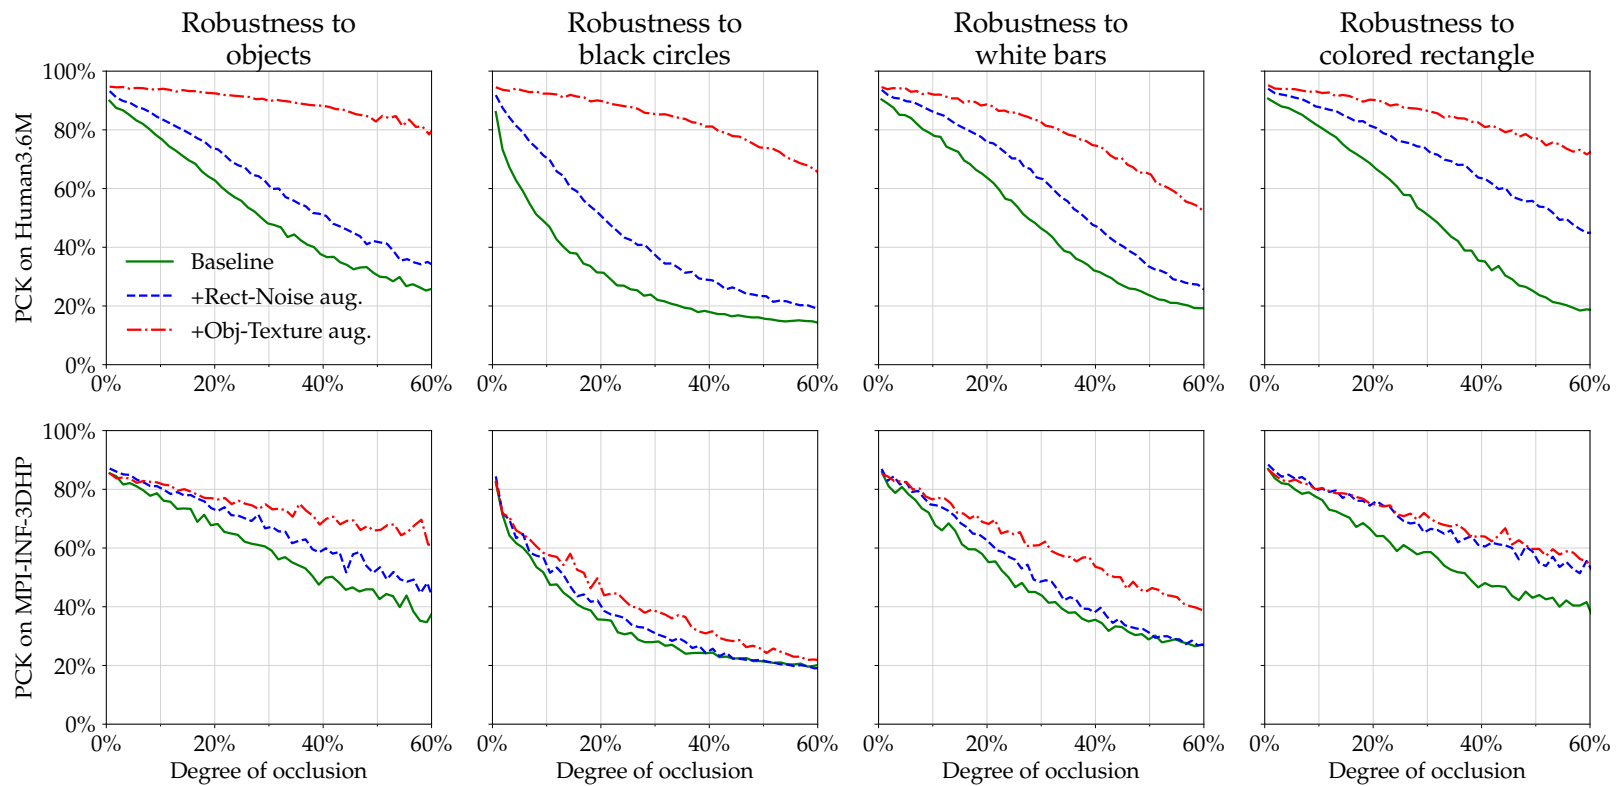 Robustness to
objects
Robustness to
black circles
Robustness to
white bars
Robustness to
colored rectangle
PCK on Human3.6M
100%
80%
60%
40%
20%
0%
Baseline
+Rect-Noise aug.
+Obj-Texture aug.
0% 20% 40% 60%
0% 20% 40% 60%
0% 20% 40% 60%
0% 20% 40% 60%
PCK on MPI-INF-3DHP
100%
80%
60%
40%
20%
0%
0% 20% 40% 60%
0% 20% 40% 60%
0% 20% 40% 60%
0% 20% 40% 60%
Degree of occlusion
Degree of occlusion
Degree of occlusion
Degree of occlusion